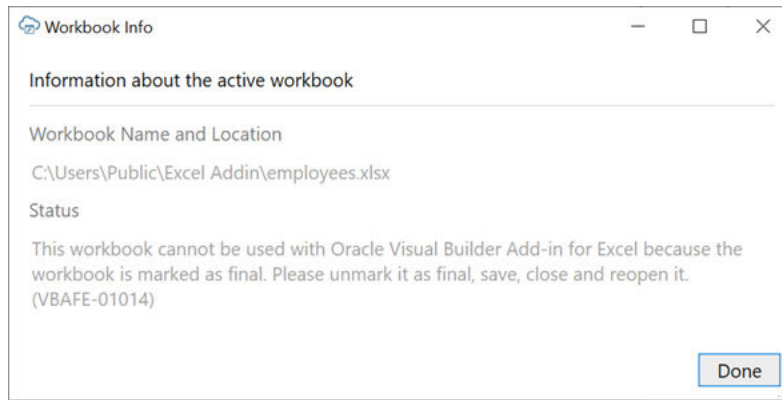 Workbook Info
Information about the active workbook
Workbook Name and Location
C:\Users\Public\Excel Addin\employees.xlsx
Status
This workbook cannot be used with Oracle Visual Builder Add-in for Excel because the
workbook is marked as final. Please unmark it as final, save, close and reopen it.
(VBAFE-01014)
Done